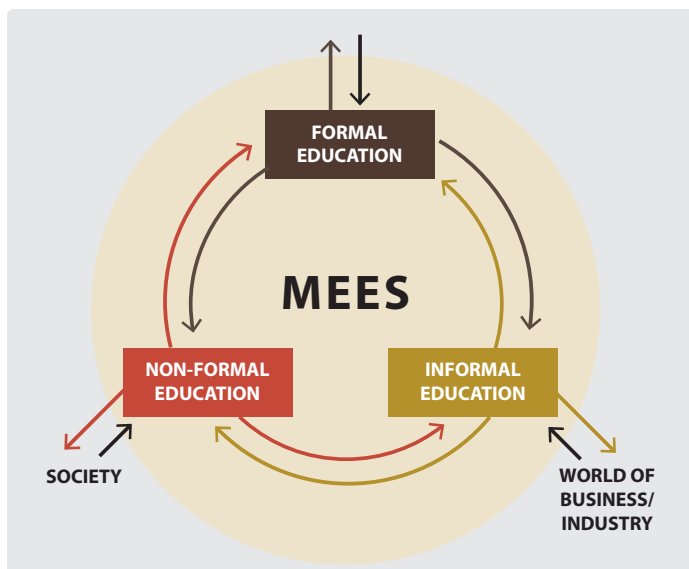 FORMAL
EDUCATION
MEES
NON-FORMAL
EDUCATION
INFORMAL
EDUCATION
SOCIETY
WORLD OF
BUSINESS/
INDUSTRY